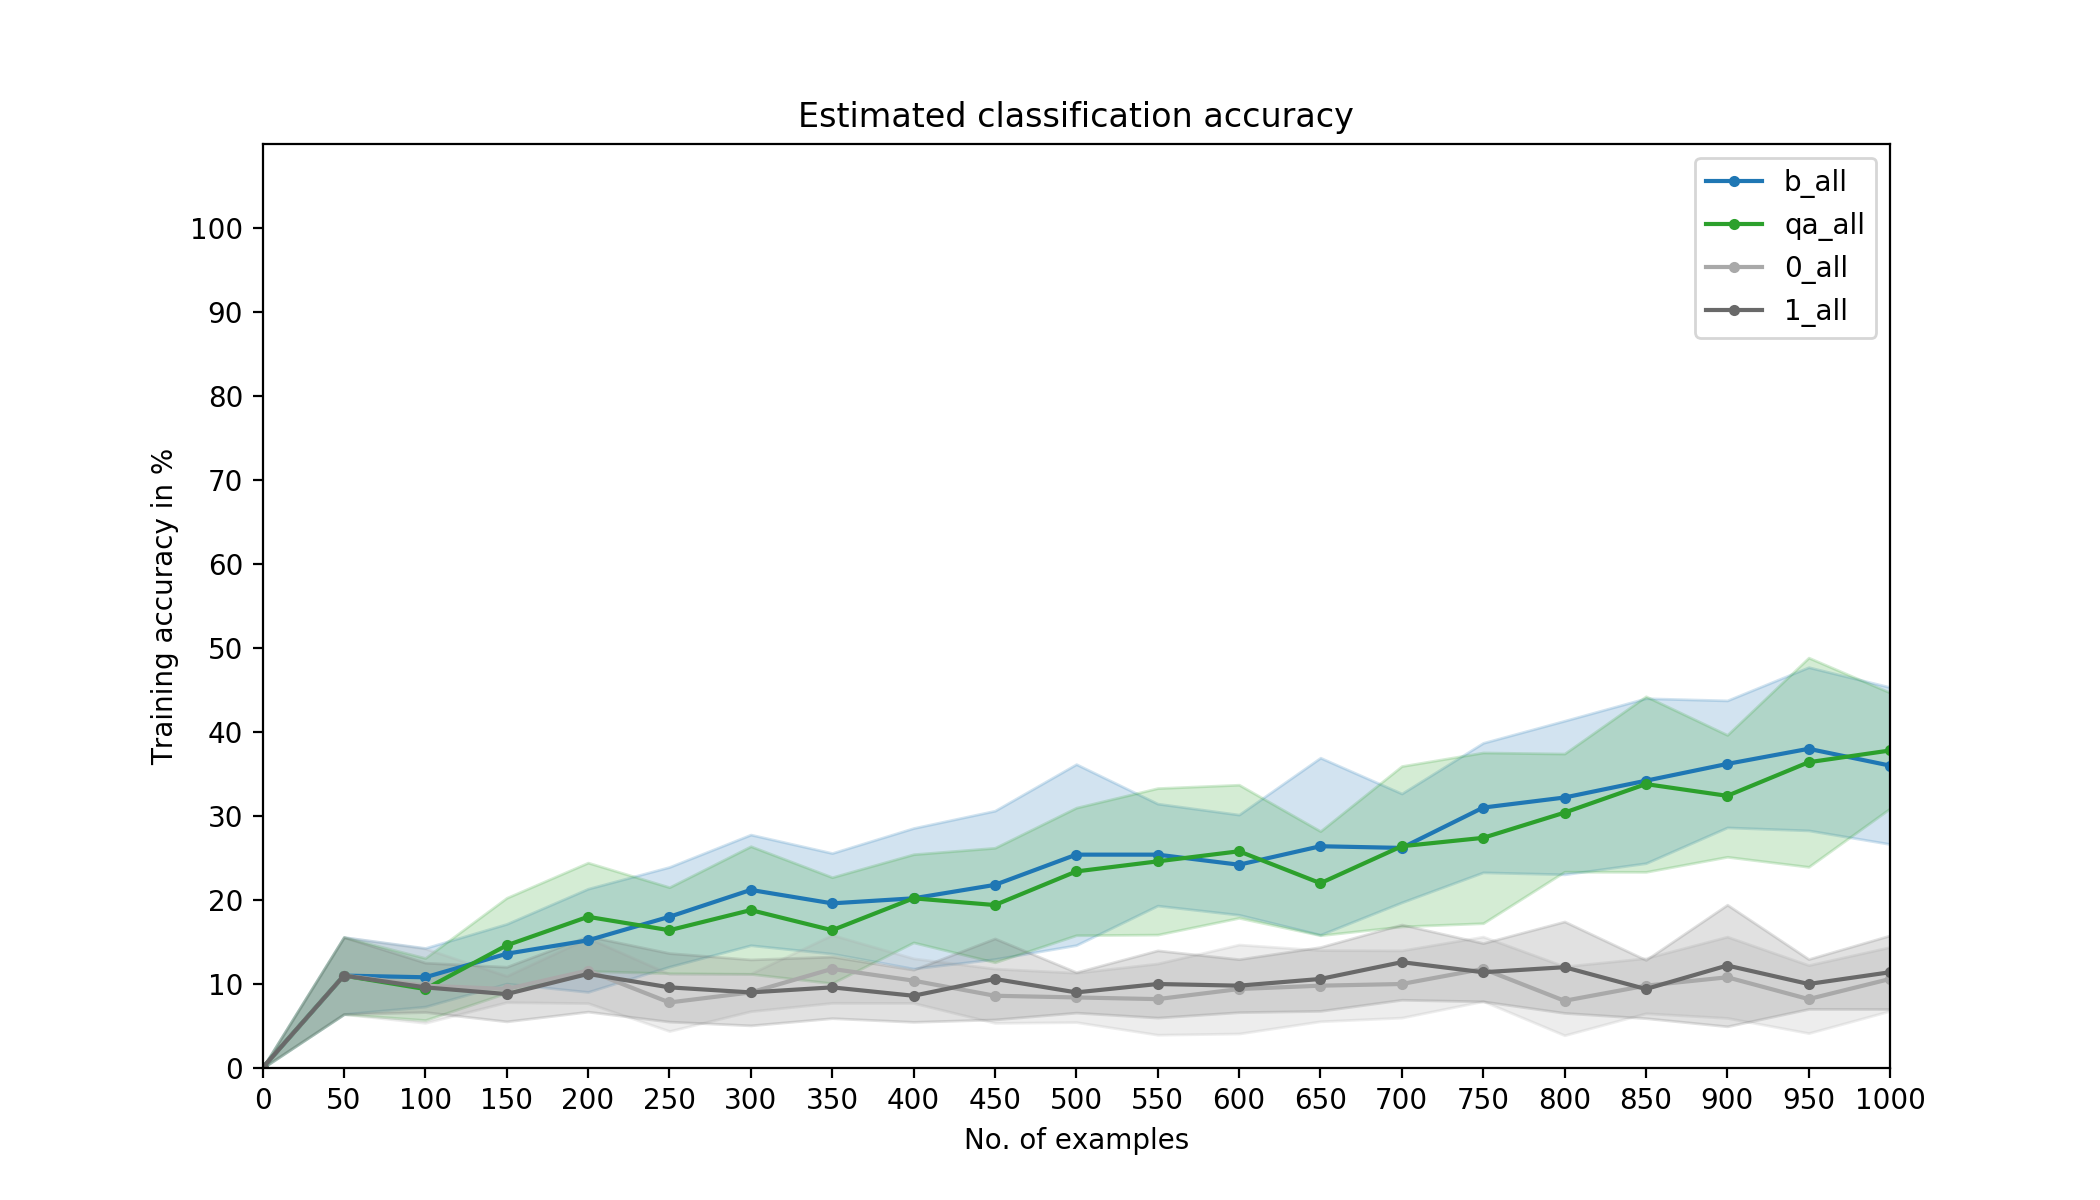 Estimated classification accuracy
b_all
qa_all
0_all
1_all
Training accuracy in %
100
90
80
70
60
50
40
30
20
10
0
0 50 100 150 200 250 300 350 400 450 500 550 600 650 700 750 800 850 900 950 1000
No. of examples